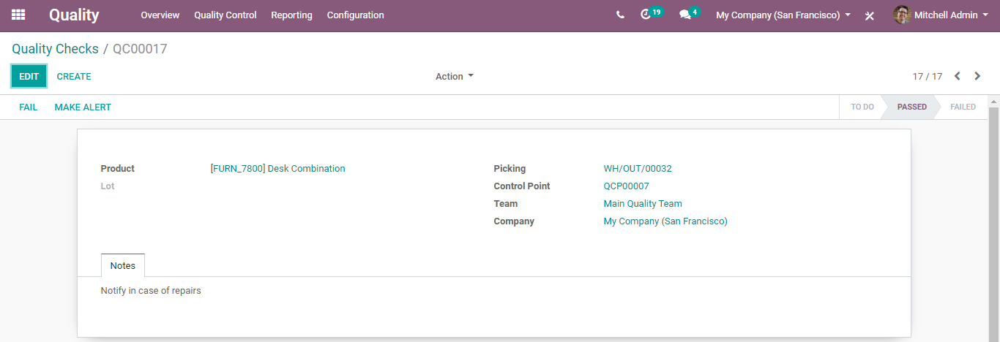 Quality Overview Quality Control Reporting Configuration 19 4 My Company (San Francisco) Mitchell Admin
Quality Checks / QC00017
EDIT CREATE Action 17 / 17
FAIL MAKE ALERT TO DO PASSED FAILED
Product [FURN_7800] Desk Combination Picking WH/OUT/00032
Lot Control Point QCP00007
Team Main Quality Team
Company My Company (San Francisco)
Notes
Notify in case of repairs